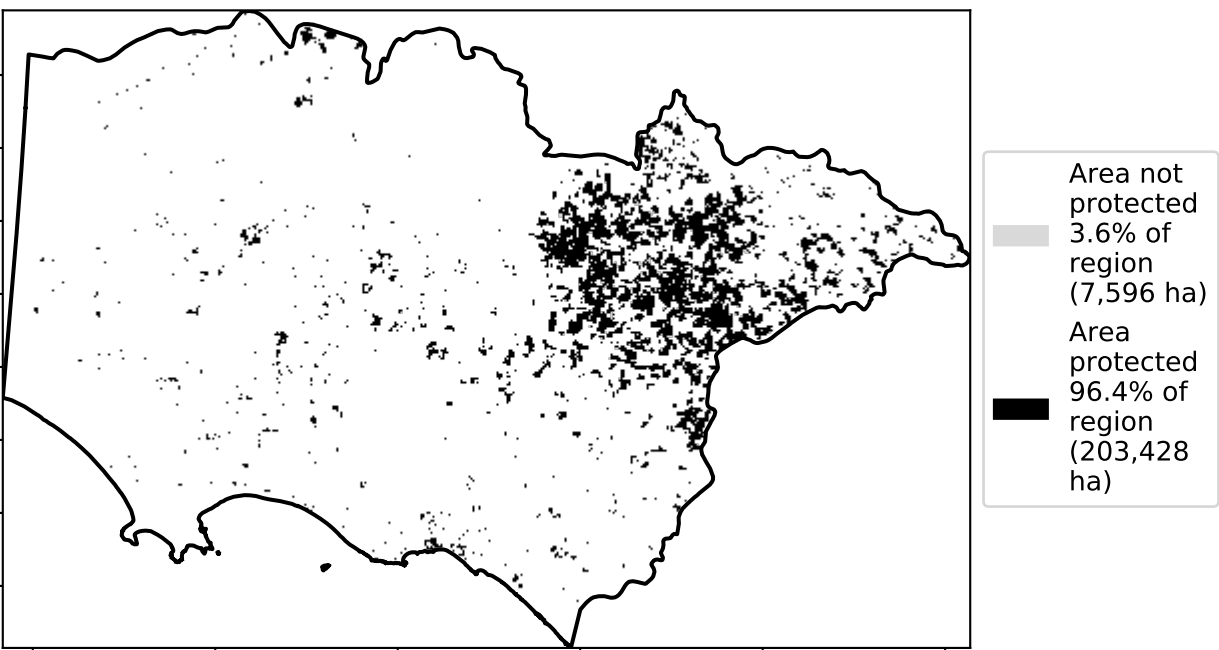 Area not
protected
3.6% of
region
(7,596 ha)
Area
protected
96.4% of
region
(203,428
ha)